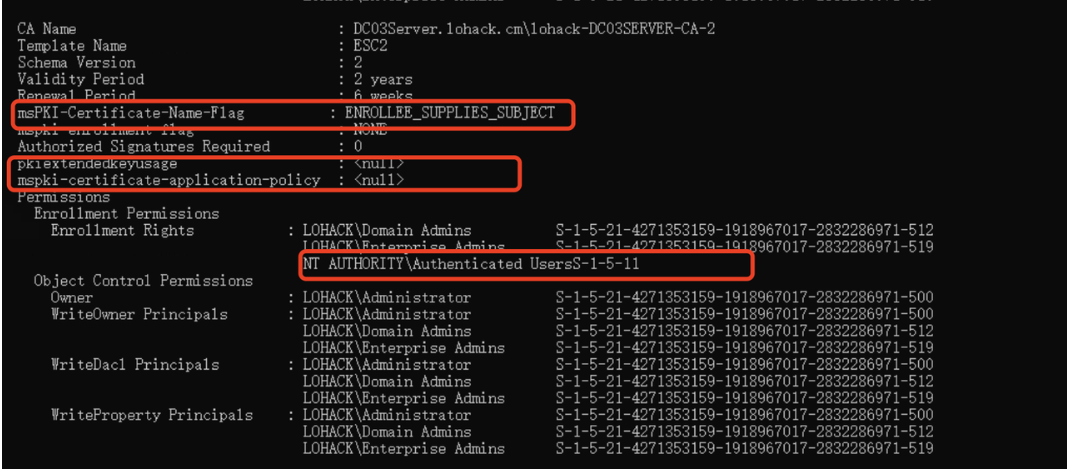 CA Name : DC03Server.lohack.cm\lohack-DC03SERVER-CA-2
Template Name : ESC2
Schema Version : 2
Validity Period : 2 years
Renewal Period : 6 weeks
msPKI-Certificate-Name-Flag : ENROLLEE_SUPPLIES_SUBJECT
mspki-enrollment-flag : NONE
Authorized Signatures Required : 0
pkiextendedkeyusage : <null>
mspki-certificate-application-policy : <null>
Permissions
Enrollment Permissions
Enrollment Rights : LOHACK\Domain Admins S-1-5-21-4271353159-1918967017-2832286971-512
LOHACK\Enterprise Admins S-1-5-21-4271353159-1918967017-2832286971-519
NT AUTHORITY\Authenticated UsersS-1-5-11
Object Control Permissions
Owner : LOHACK\Administrator S-1-5-21-4271353159-1918967017-2832286971-500
WriteOwner Principals : LOHACK\Administrator S-1-5-21-4271353159-1918967017-2832286971-500
LOHACK\Domain Admins S-1-5-21-4271353159-1918967017-2832286971-512
LOHACK\Enterprise Admins S-1-5-21-4271353159-1918967017-2832286971-519
WriteDacl Principals : LOHACK\Administrator S-1-5-21-4271353159-1918967017-2832286971-500
LOHACK\Domain Admins S-1-5-21-4271353159-1918967017-2832286971-512
LOHACK\Enterprise Admins S-1-5-21-4271353159-1918967017-2832286971-519
WriteProperty Principals : LOHACK\Administrator S-1-5-21-4271353159-1918967017-2832286971-500
LOHACK\Domain Admins S-1-5-21-4271353159-1918967017-2832286971-512
LOHACK\Enterprise Admins S-1-5-21-4271353159-1918967017-2832286971-519